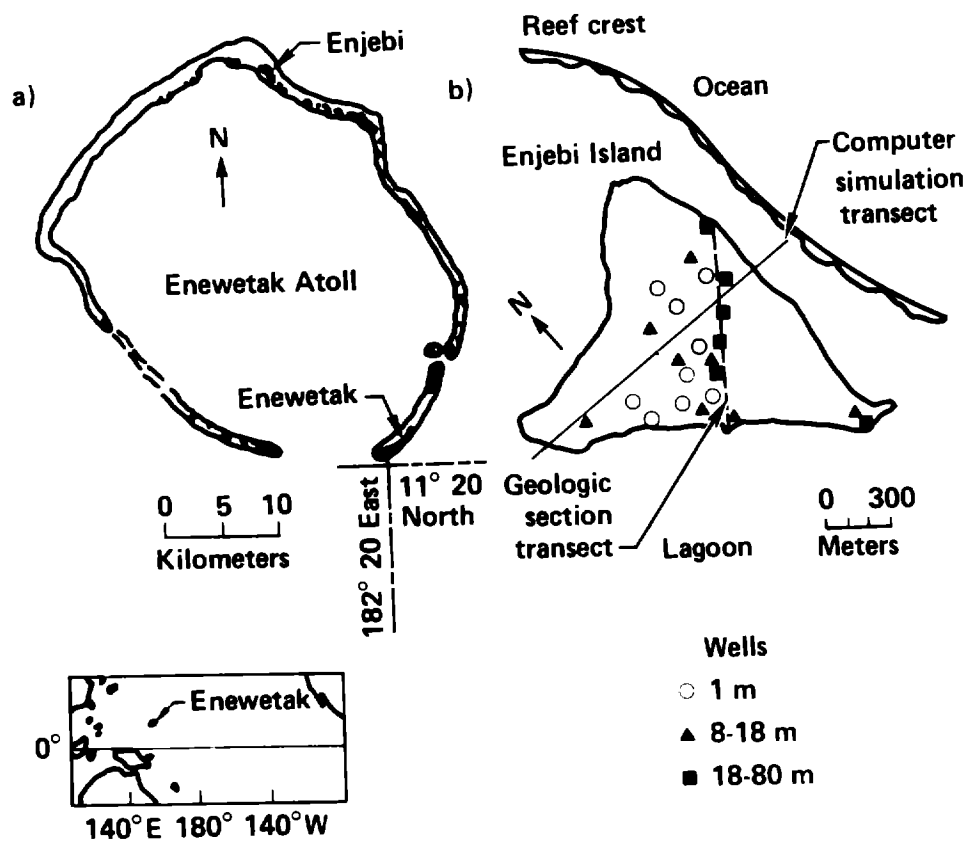 a)
Enjebi
N
Enewetak Atoll
Enewetak
0 5 10
Kilometers
182° 20 East
11° 20
North
b)
Reef crest
Ocean
Enjebi Island
Computer
simulation
transect
N
Geologic
section
transect
Lagoon
0 300
Meters
Enewetak
0°
140°E 180° 140°W
Wells
1 m
8-18 m
18-80 m